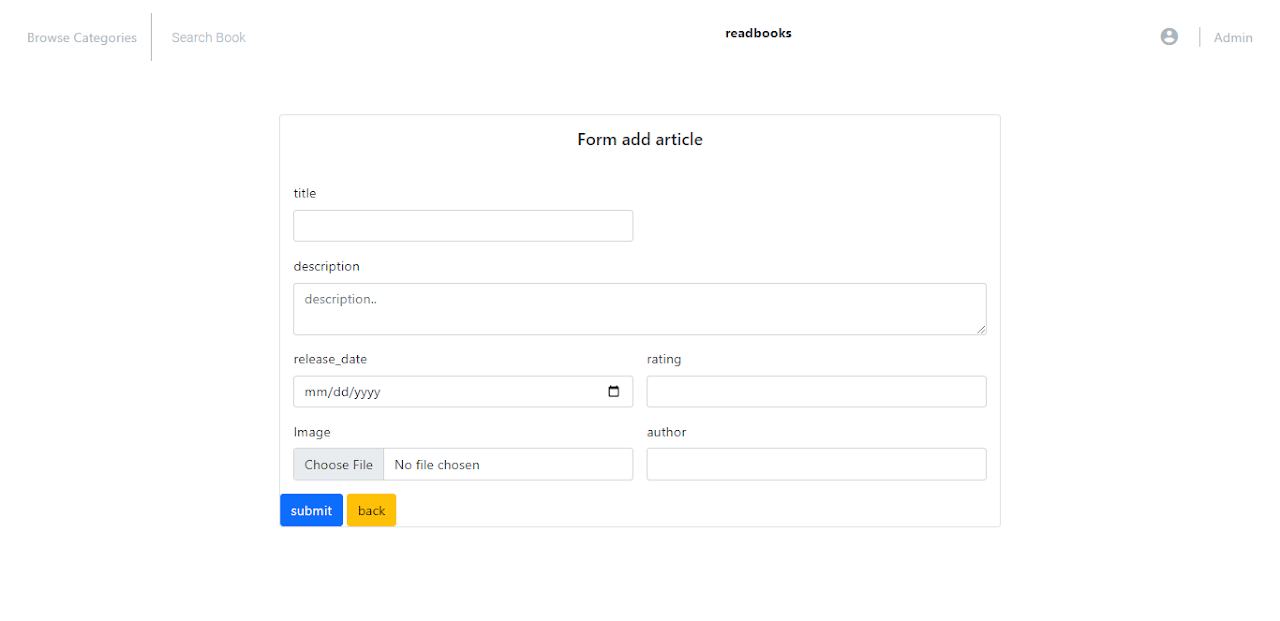 Browse Categories
Search Book
readbooks
Admin
Form add article
title
description
description..
release_date
rating
mm/dd/yyyy
Image
author
Choose File
No file chosen
submit
back